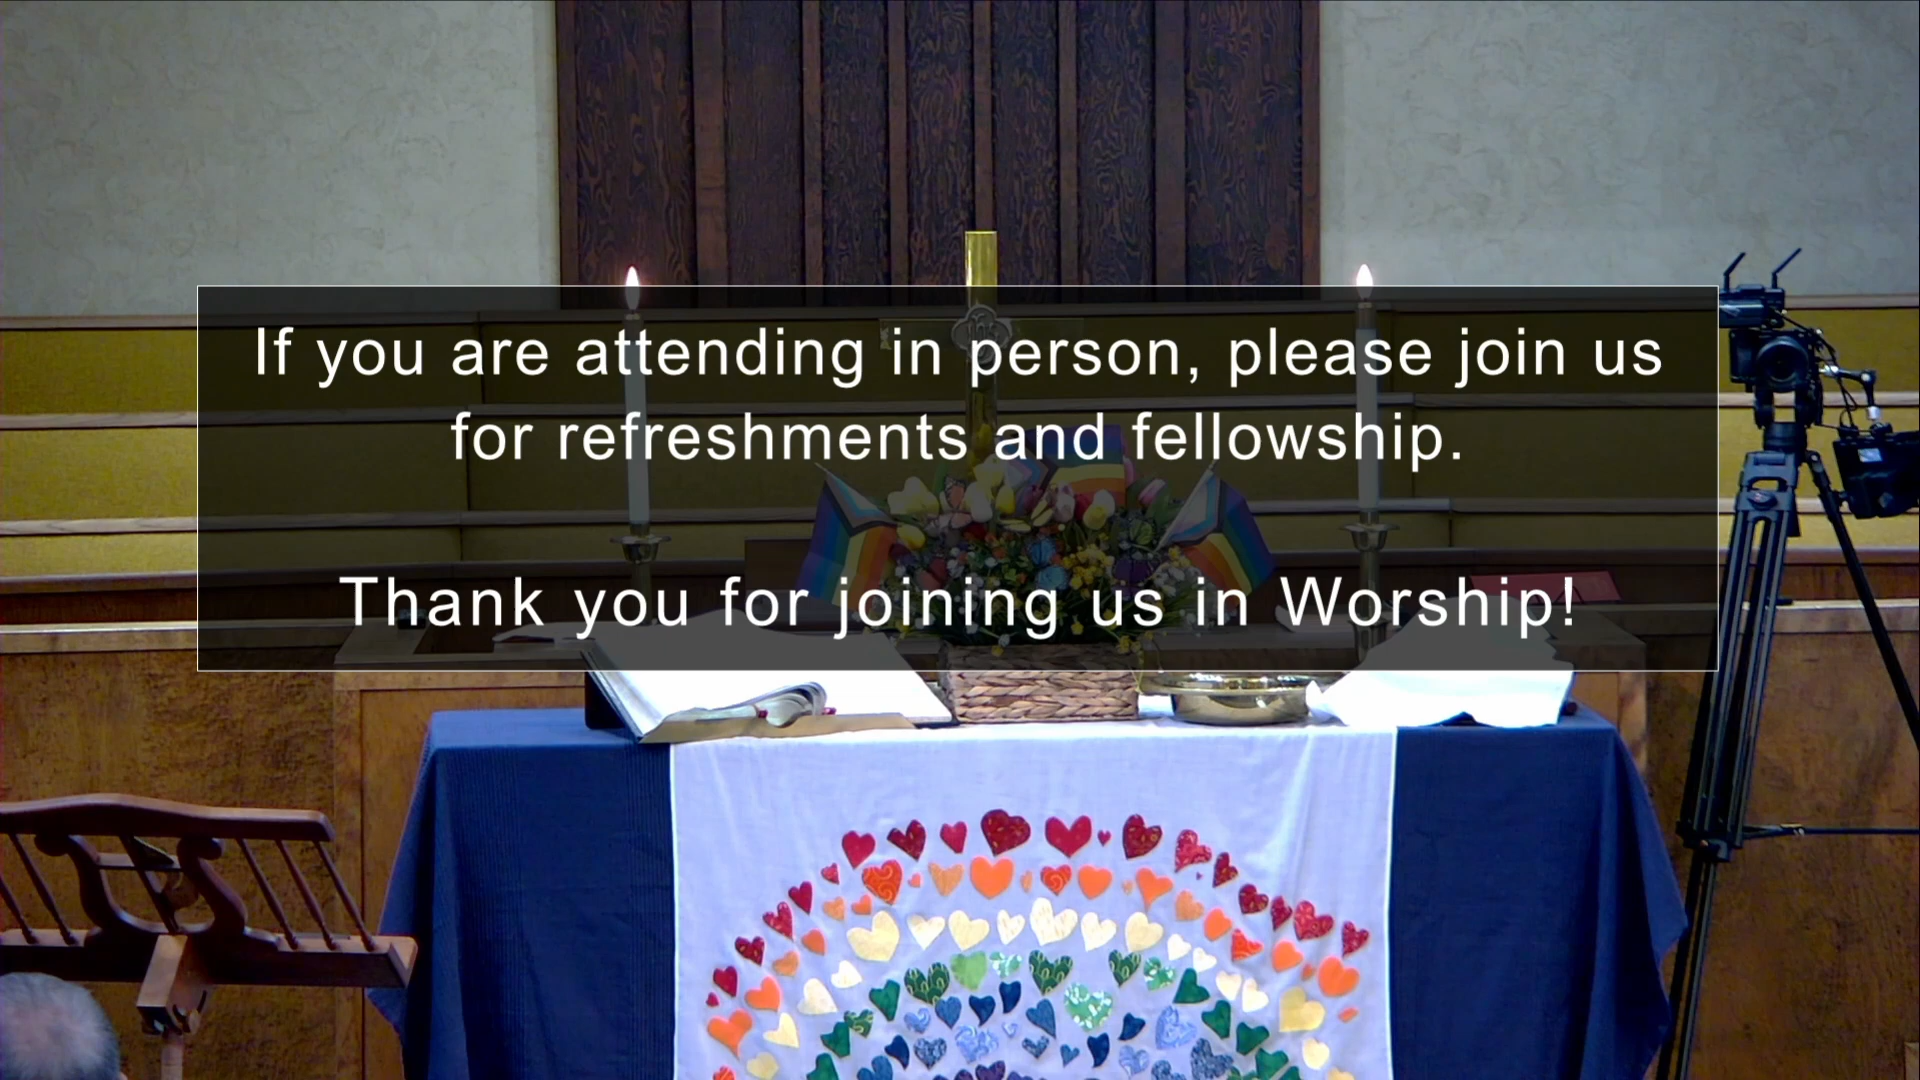 If you are attending in person, please join us
for refreshments and fellowship.
Thank you for joining us in Worship!